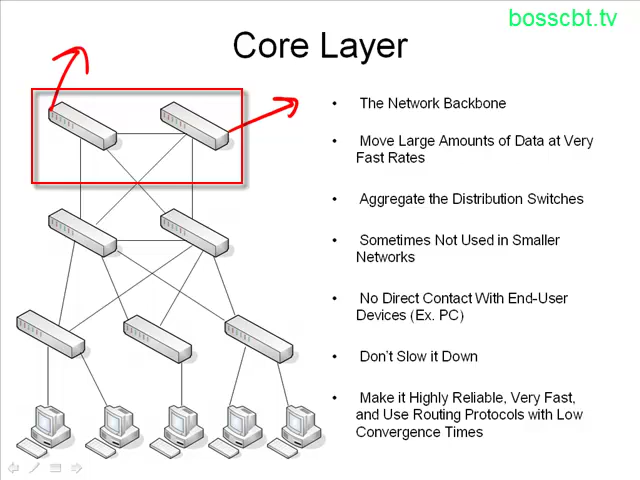 bosscbt.tv
Core Layer
• The Network Backbone
• Move Large Amounts of Data at Very
Fast Rates
• Aggregate the Distribution Switches
• Sometimes Not Used in Smaller
Networks
• No Direct Contact With End-User
Devices (Ex. PC)
• Don't Slow it Down
• Make it Highly Reliable, Very Fast,
and Use Routing Protocols with Low
Convergence Times